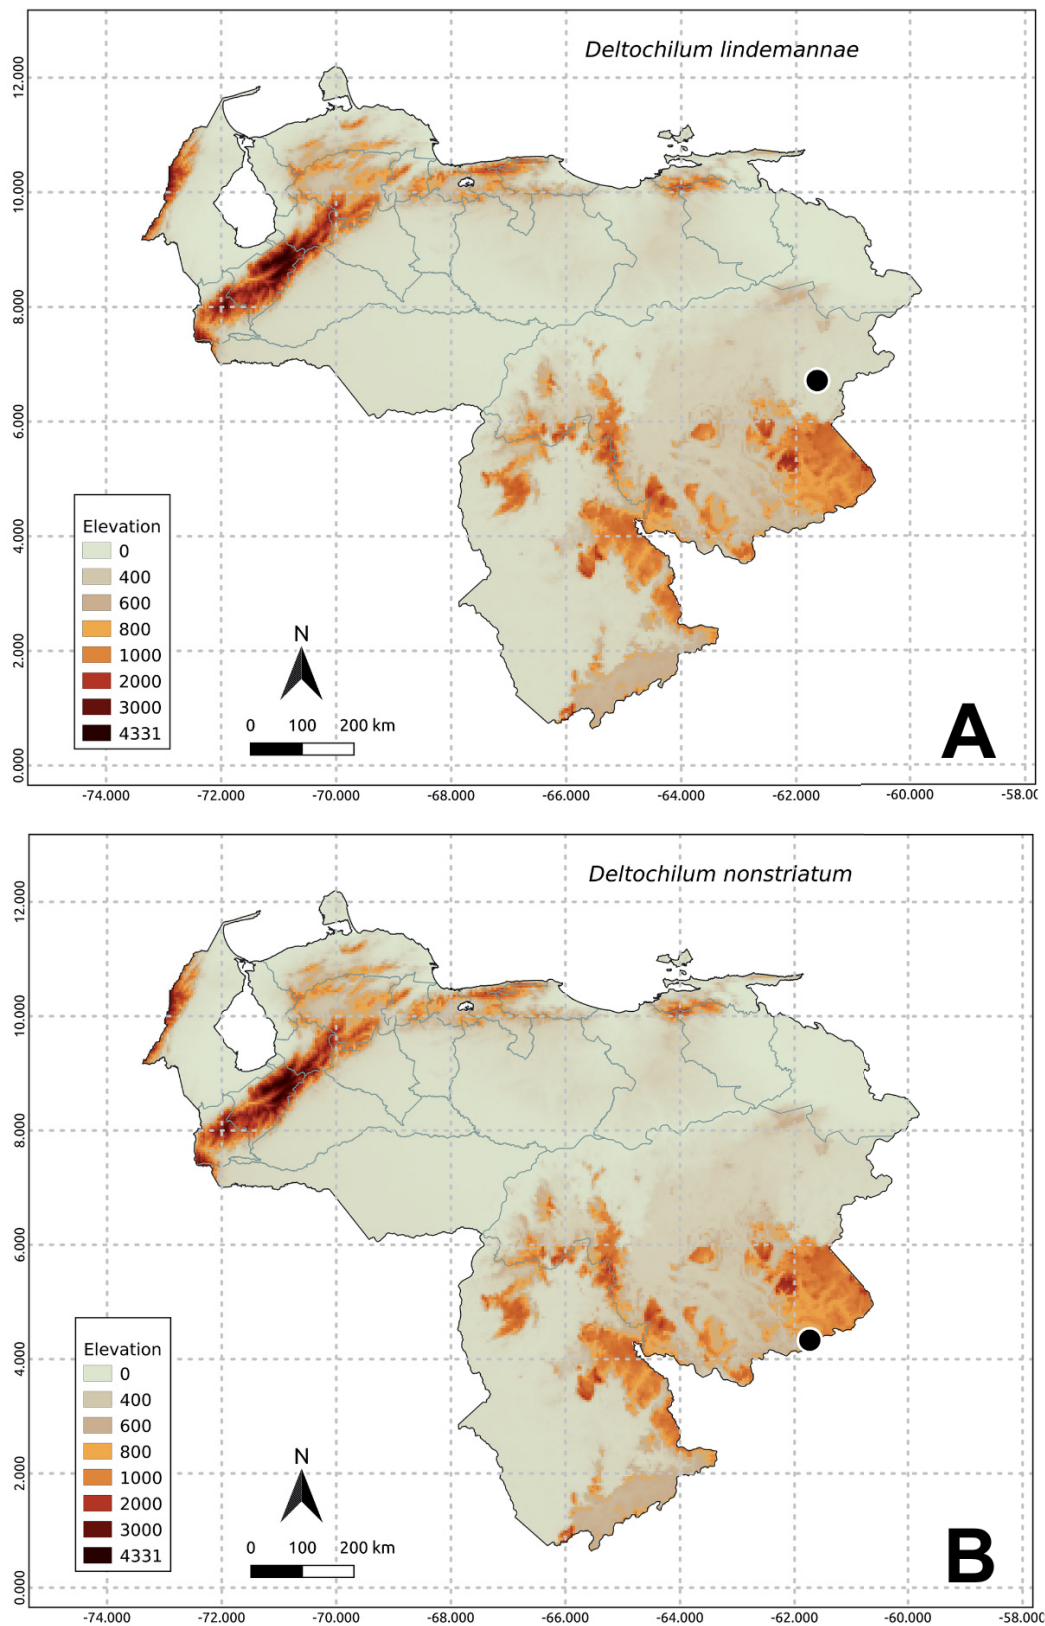 Deltochilum lindemannae
12.000
10.000
8.000
6.000
4.000
2.000
0.000
Elevation
0
400
600
800
1000
2000
3000
4331
N
0 100 200 km
A
-74.000 -72.000 -70.000 -68.000 -66.000 -64.000 -62.000 -60.000 -58.00
Deltochilum nonstriatum
12.000
10.000
8.000
6.000
4.000
2.000
0.000
Elevation
0
400
600
800
1000
2000
3000
4331
N
0 100 200 km
B
-74.000 -72.000 -70.000 -68.000 -66.000 -64.000 -62.000 -60.000 -58.000